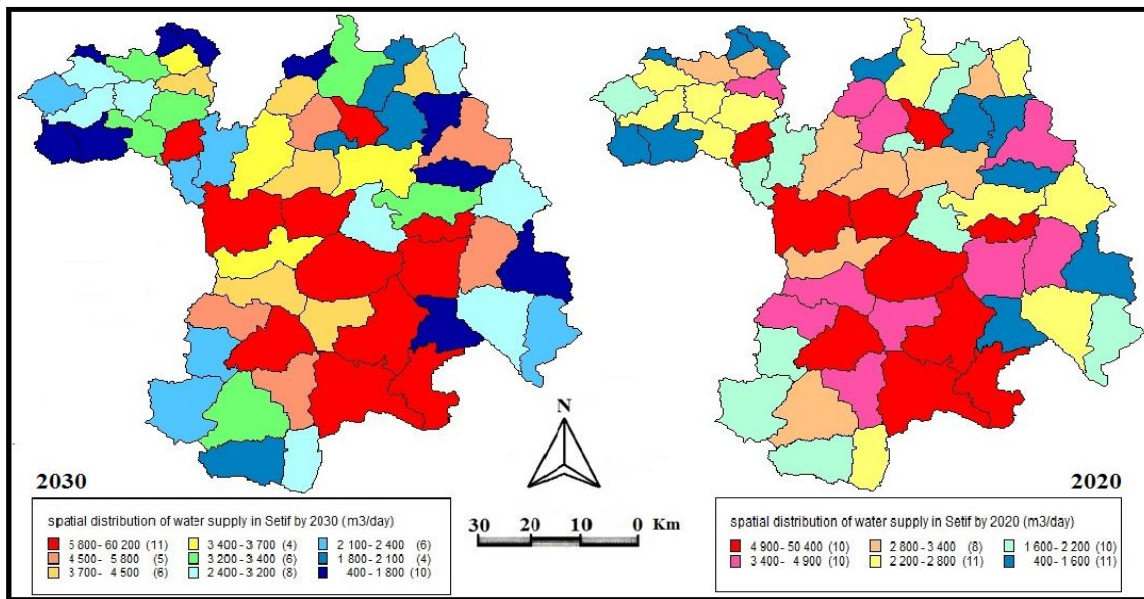 N
2030
2020
30 20 10 0 Km
spatial distribution of water supply in Setif by 2030 (m3/day)
5 800 - 60 200 (11) 3 400 - 3 700 (4) 2 100 - 2 400 (6)
4 500 - 5 800 (5) 3 200 - 3 400 (6) 1 800 - 2 100 (4)
3 700 - 4 500 (6) 2 400 - 3 200 (8) 400 - 1 800 (10)
spatial distribution of water supply in Setif by 2020 (m3/day)
4 900 - 50 400 (10) 2 800 - 3 400 (8) 1 600 - 2 200 (10)
3 400 - 4 900 (10) 2 200 - 2 800 (11) 400 - 1 600 (11)